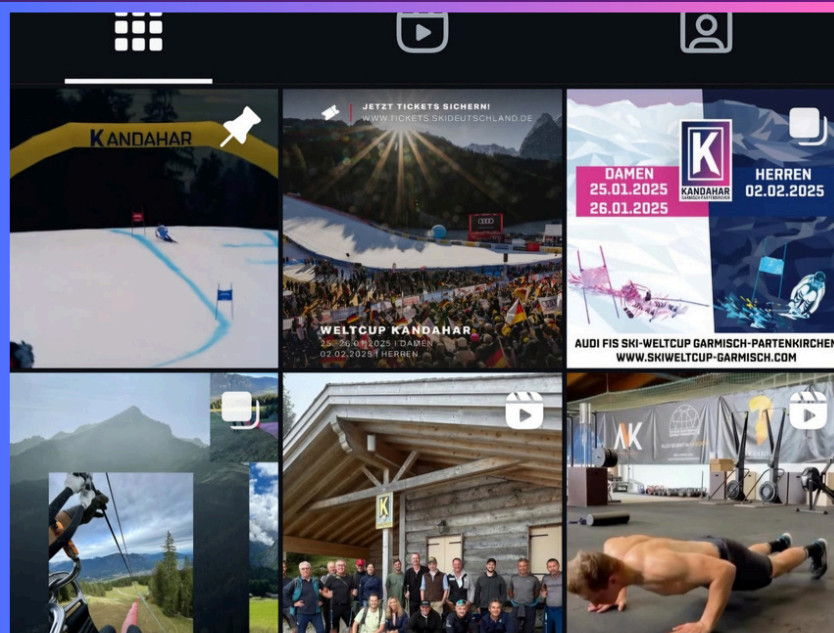 KANDAHAR
JETZT TICKETS SICHERN!
WWW.TICKETS.SKIDEUTSCHLAND.DE
WELTCUP KANDAHAR
25.-26.01.2025 | DAMEN
02.02.2025 | HERREN
DAMEN
25.01.2025
26.01.2025
K
KANDAHAR
GARMISCH-PARTENKIRCHEN
HERREN
02.02.2025
AUDI FIS SKI-WELTCUP GARMISCH-PARTENKIRCHEN
WWW.SKIWELTCUP-GARMISCH.COM
K
AK